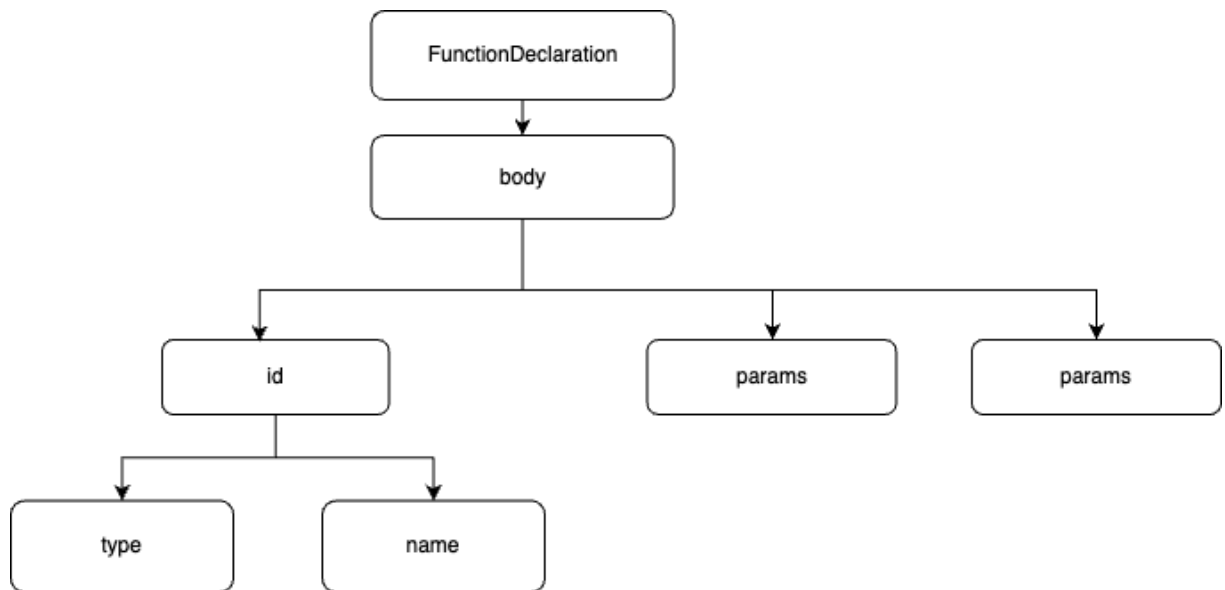 FunctionDeclaration
body
id
params
params
type
name